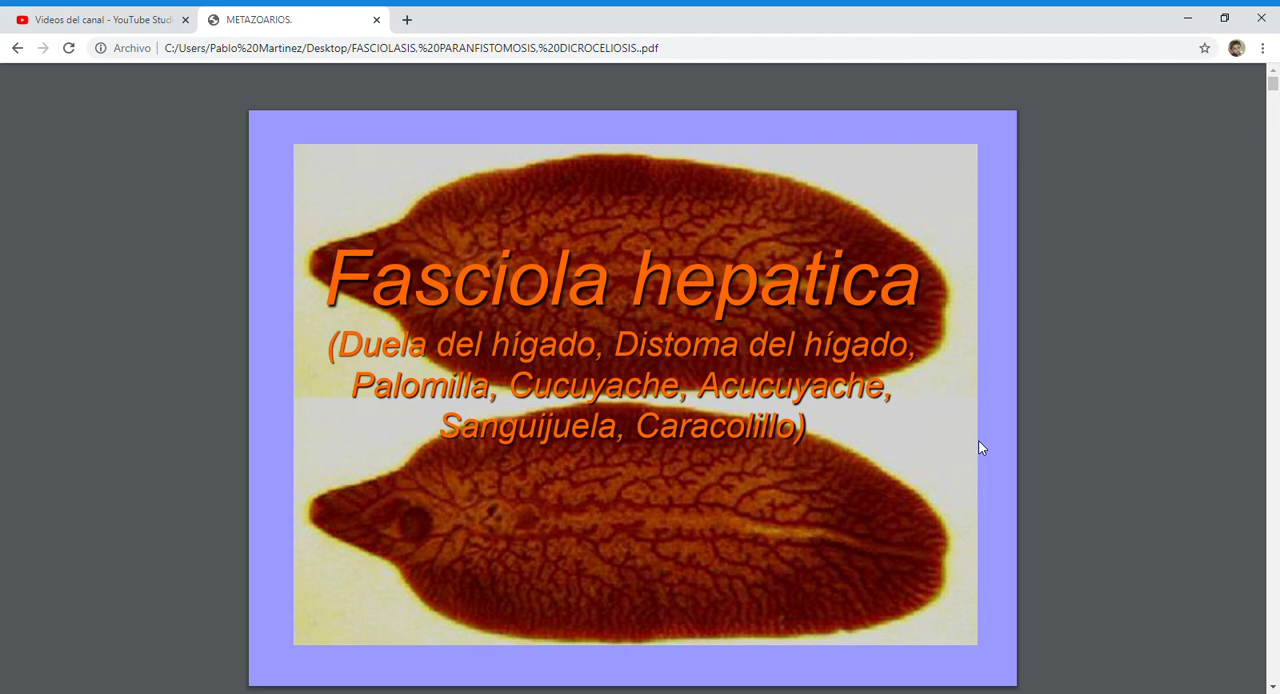 Videos del canal - YouTube Stud
METAZOARIOS.
Archivo
C:/Users/Pablo%20Martinez/Desktop/FASCIOLASIS,%20PARANFISTOMOSIS,%20DICROCELIOSIS..pdf
Fasciola hepatica
(Duela del hígado, Distoma del hígado,
Palomilla, Cucuyache, Acucuyache,
Sanguijuela, Caracolillo)